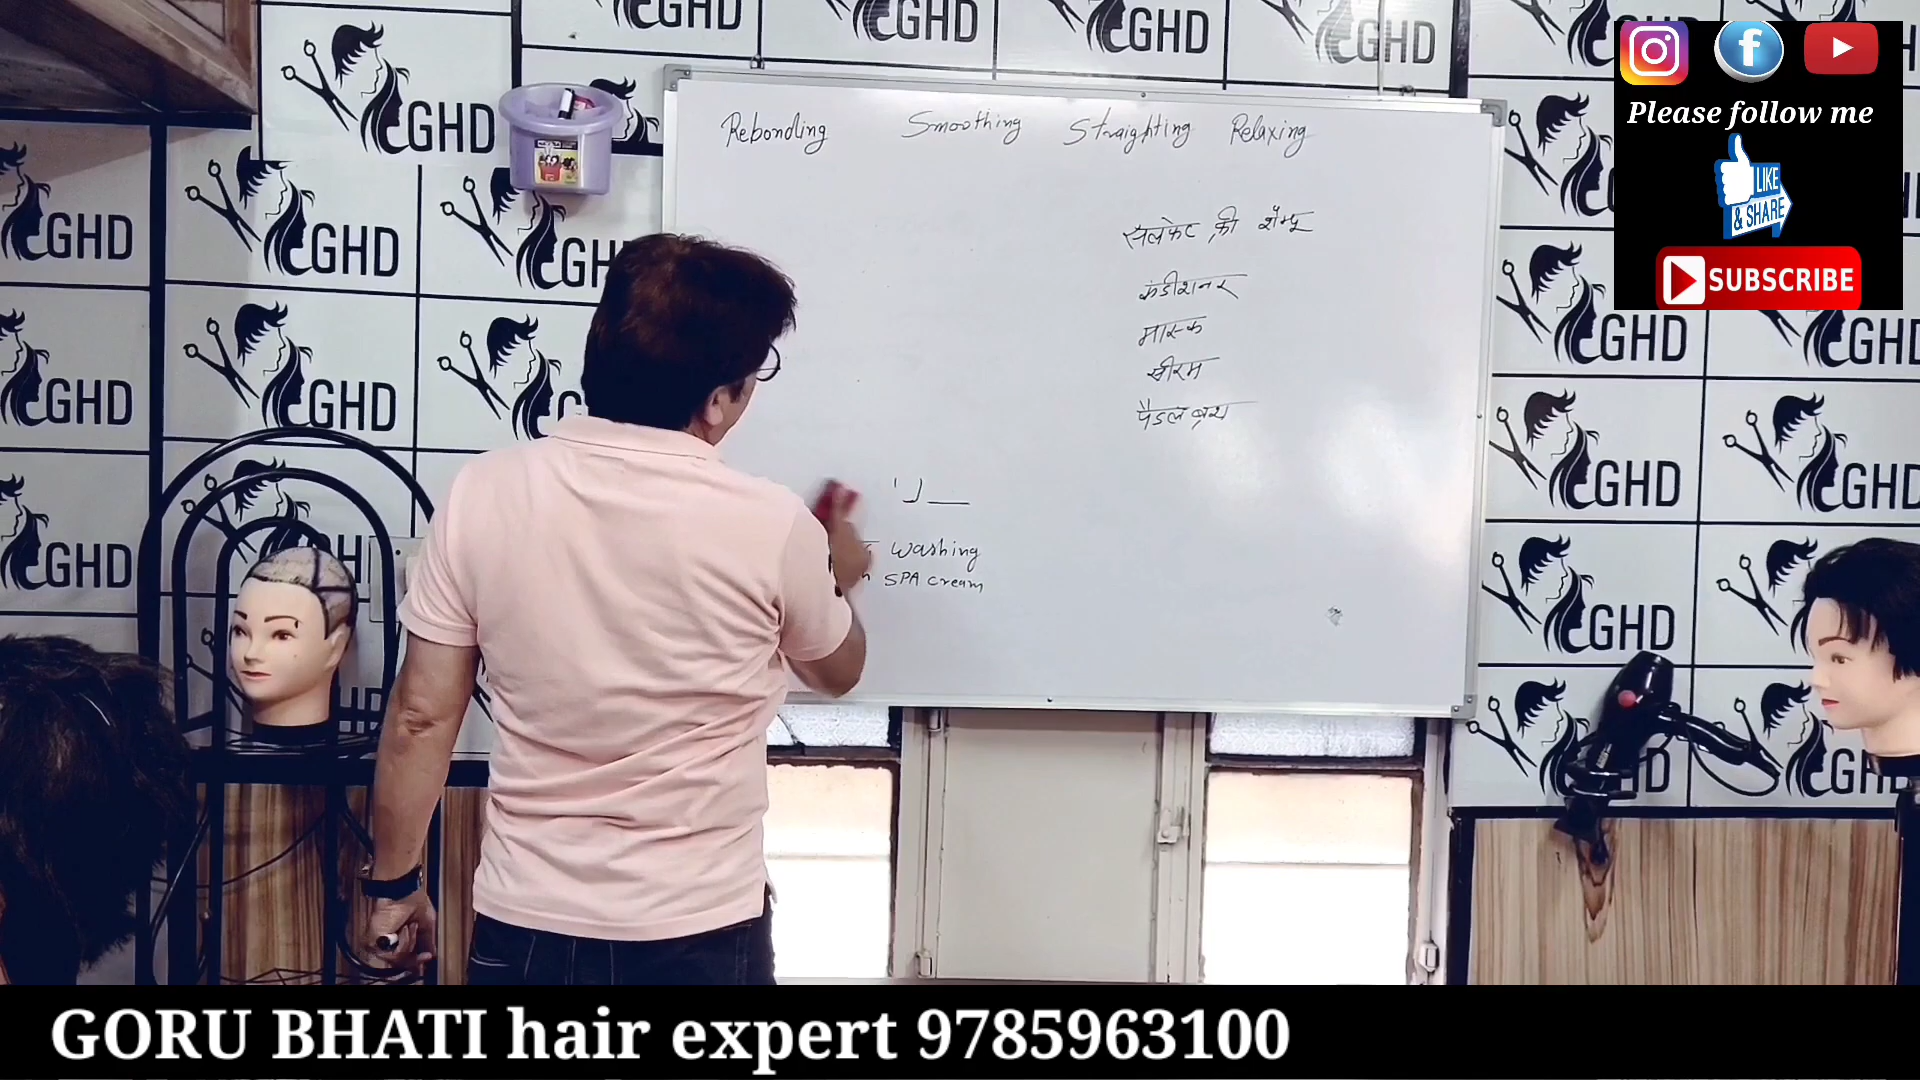 GHD
Please follow me
LIKE
& SHARE
SUBSCRIBE
Rebonding Smoothing Straighting Relaxing
सलफेट फ्री शैम्पू
कंडीशनर
मास्क
सीरम
पैडल ब्रश
washing
SPA cream
GORU BHATI hair expert 9785963100